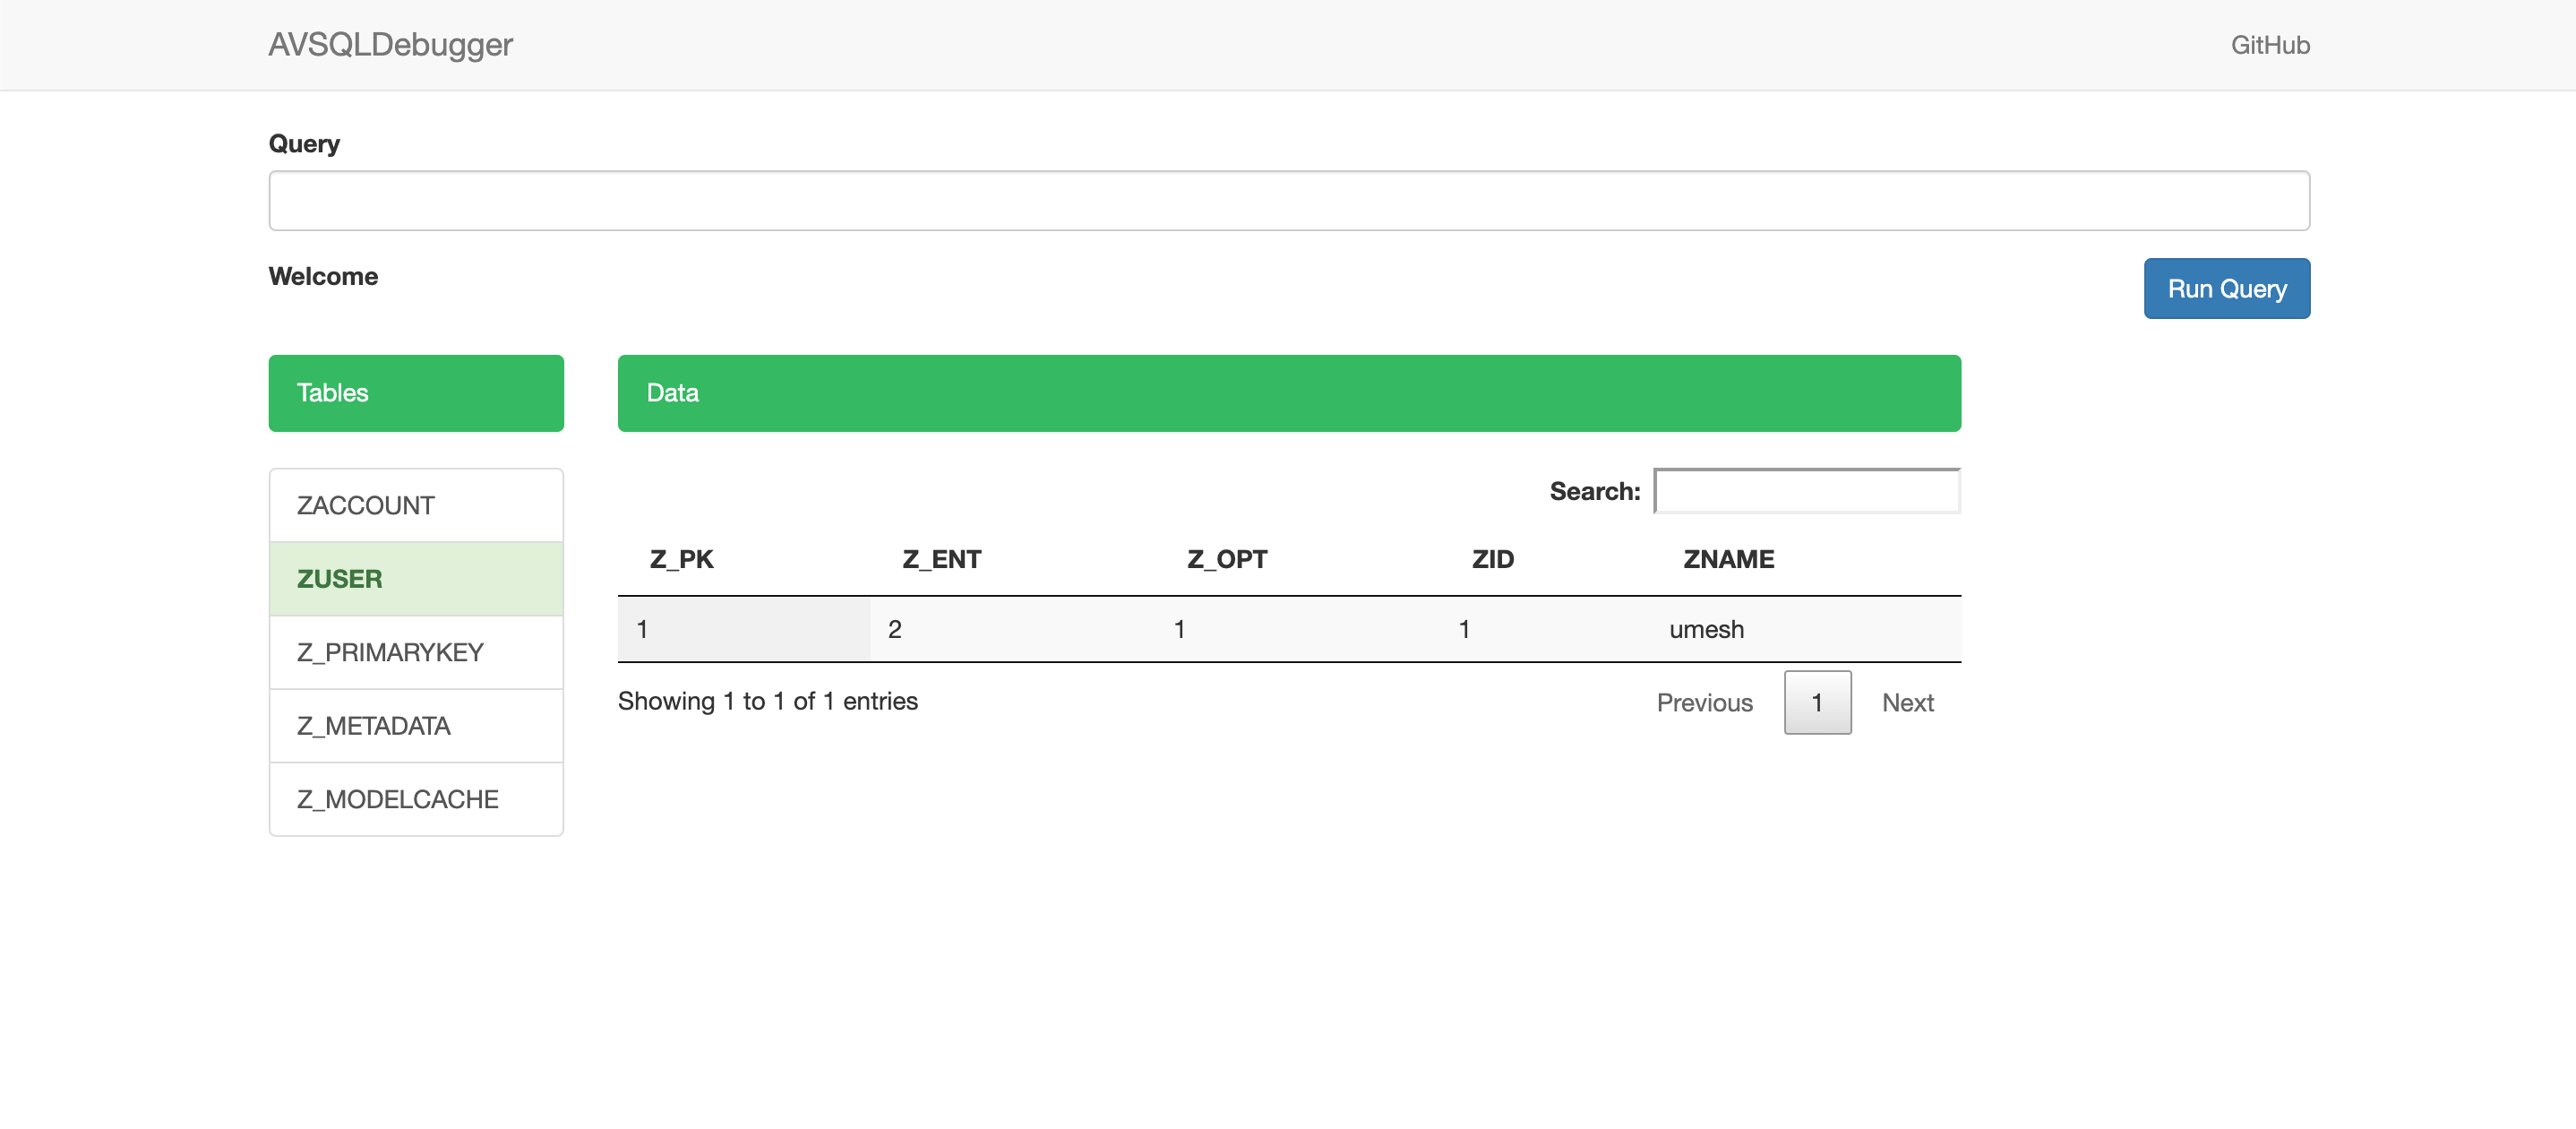 AVSQLDebugger GitHub
Query
Welcome
Run Query
Tables
Data
ZACCOUNT
ZUSER
Z_PRIMARYKEY
Z_METADATA
Z_MODELCACHE
Search:
Z_PK Z_ENT Z_OPT ZID ZNAME
1 2 1 1 umesh
Showing 1 to 1 of 1 entries
Previous 1 Next